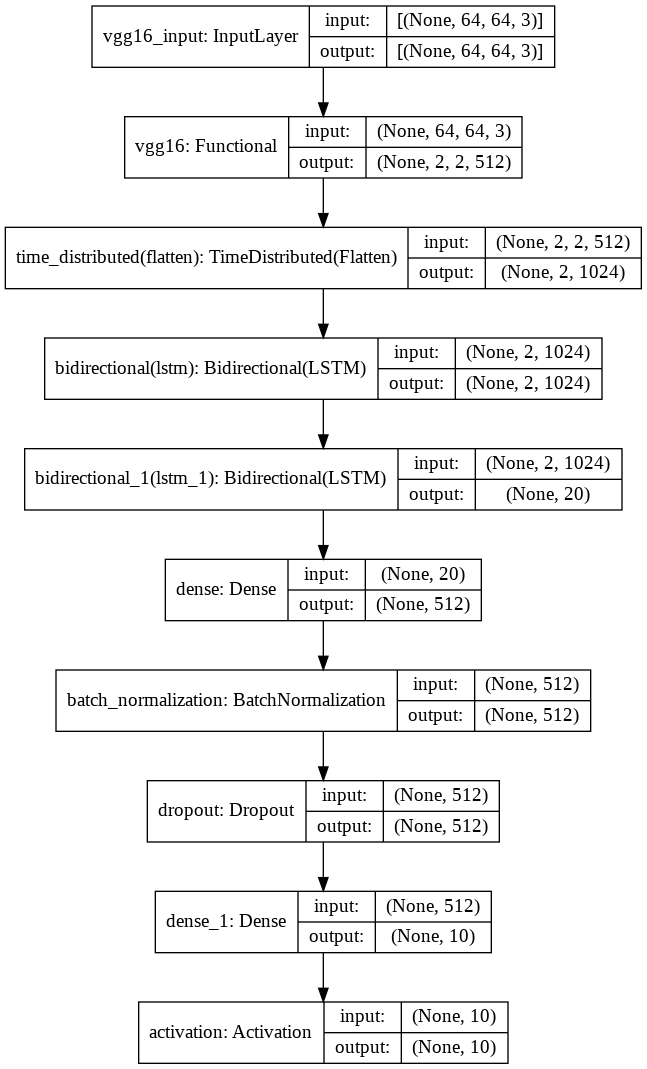 vgg16_input: InputLayer
input:
[(None, 64, 64, 3)]
output:
[(None, 64, 64, 3)]
vgg16: Functional
input:
(None, 64, 64, 3)
output:
(None, 2, 2, 512)
time_distributed(flatten): TimeDistributed(Flatten)
input:
(None, 2, 2, 512)
output:
(None, 2, 1024)
bidirectional(lstm): Bidirectional(LSTM)
input:
(None, 2, 1024)
output:
(None, 2, 1024)
bidirectional_1(lstm_1): Bidirectional(LSTM)
input:
(None, 2, 1024)
output:
(None, 20)
dense: Dense
input:
(None, 20)
output:
(None, 512)
batch_normalization: BatchNormalization
input:
(None, 512)
output:
(None, 512)
dropout: Dropout
input:
(None, 512)
output:
(None, 512)
dense_1: Dense
input:
(None, 512)
output:
(None, 10)
activation: Activation
input:
(None, 10)
output:
(None, 10)